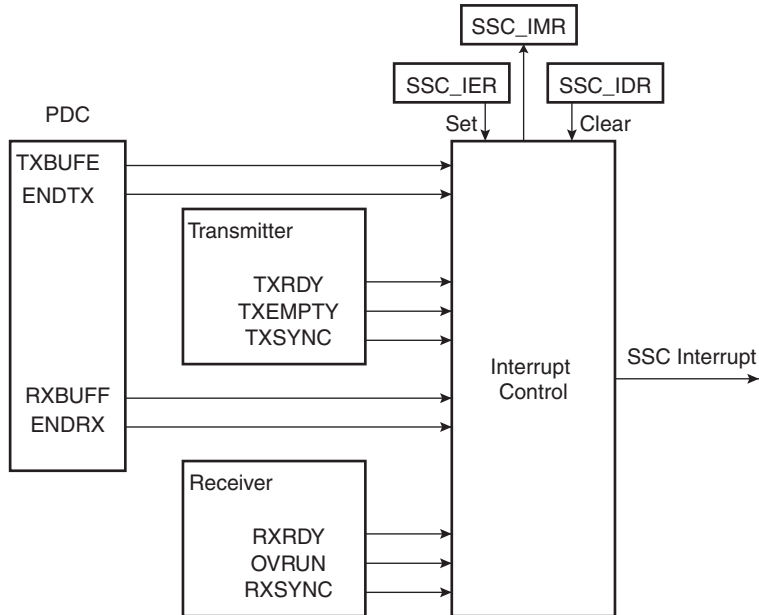 SSC_IMR
SSC_IER
SSC_IDR
Set
Clear
PDC
TXBUFE
ENDTX
Transmitter
TXRDY
TXEMPTY
TXSYNC
RXBUFF
ENDRX
Receiver
RXRDY
OVRUN
RXSYNC
Interrupt
Control
SSC Interrupt